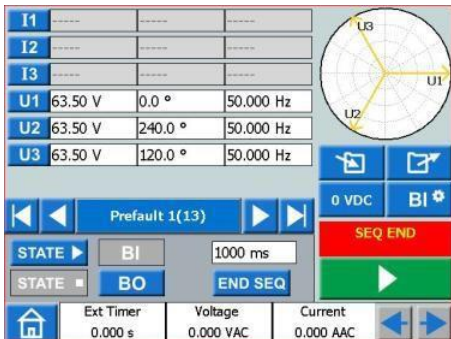 I1 ----- ----- -----
I2 ----- ----- -----
I3 ----- ----- -----
U1 63.50 V 0.0 ° 50.000 Hz
U2 63.50 V 240.0 ° 50.000 Hz
U3 63.50 V 120.0 ° 50.000 Hz
U3
U1
U2
0 VDC BI
Prefault 1(13)
SEQ END
STATE BI 1000 ms
STATE BO END SEQ
Ext Timer Voltage Current
0.000 s 0.000 VAC 0.000 AAC